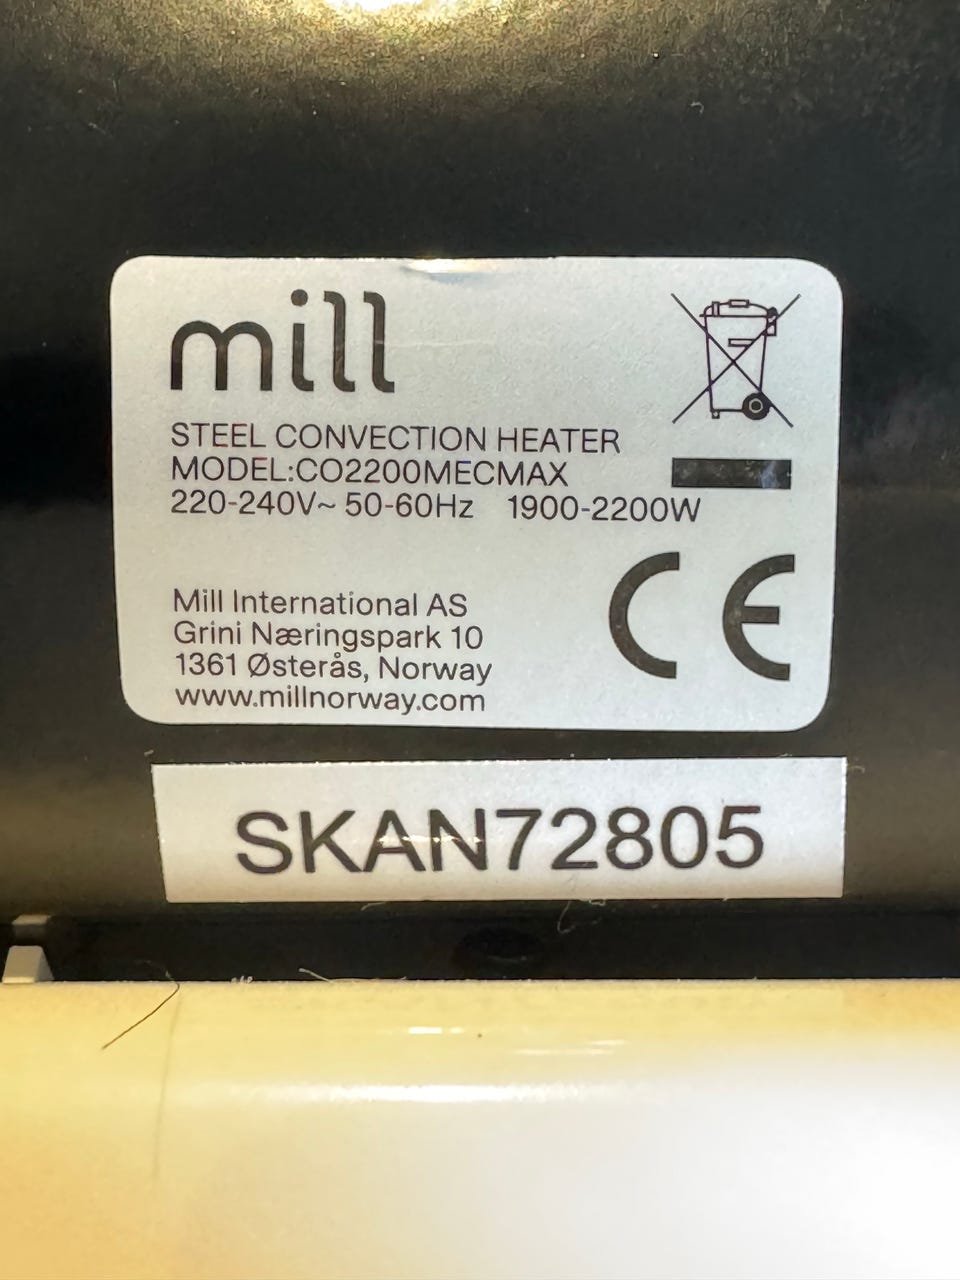 mill
STEEL CONVECTION HEATER
MODEL:CO2200MECMAX
220-240V~ 50-60Hz 1900-2200W
CE
Mill International AS
Grini Næringspark 10
1361 Østerås, Norway
www.millnorway.com
SKAN72805